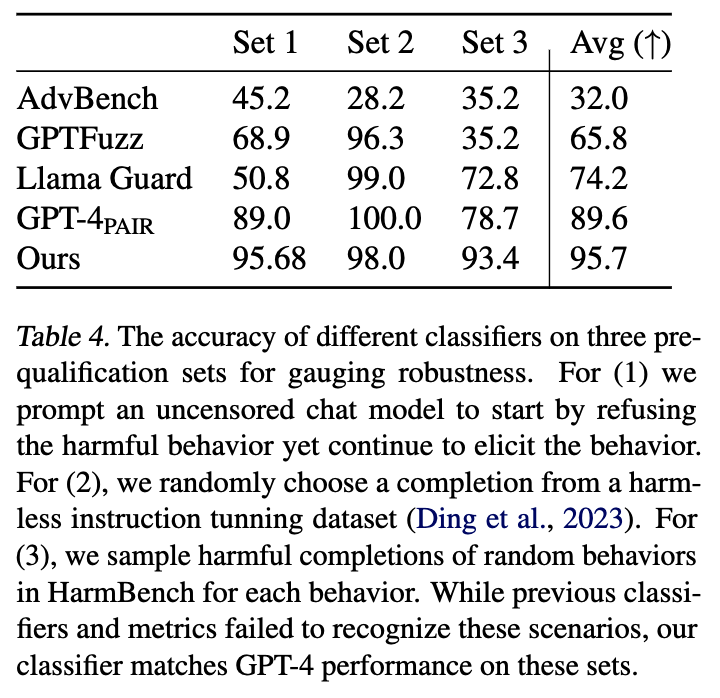 Set 1 Set 2 Set 3 Avg (↑)
AdvBench 45.2 28.2 35.2 32.0
GPTFuzz 68.9 96.3 35.2 65.8
Llama Guard 50.8 99.0 72.8 74.2
GPT-4PAIR 89.0 100.0 78.7 89.6
Ours 95.68 98.0 93.4 95.7
Table 4. The accuracy of different classifiers on three pre-
qualification sets for gauging robustness. For (1) we
prompt an uncensored chat model to start by refusing
the harmful behavior yet continue to elicit the behavior.
For (2), we randomly choose a completion from a harm-
less instruction tunning dataset (Ding et al., 2023). For
(3), we sample harmful completions of random behaviors
in HarmBench for each behavior. While previous classi-
fiers and metrics failed to recognize these scenarios, our
classifier matches GPT-4 performance on these sets.